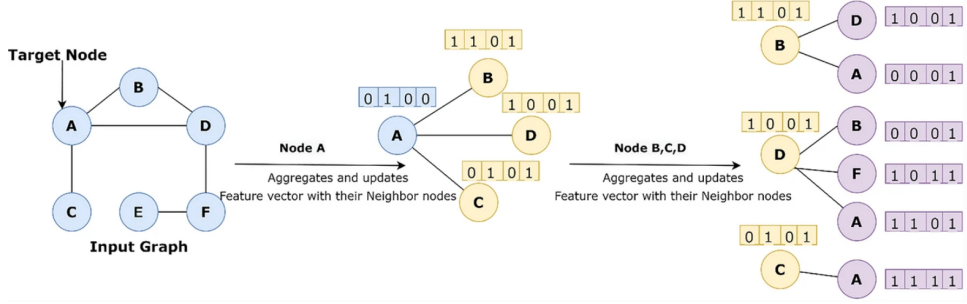 Target Node
B
A
D
C
E
F
Input Graph
Node A
Aggregates and updates
Feature vector with their Neighbor nodes
1 1 0 1
B
0 1 0 0
1 0 0 1
A
D
0 1 0 1
C
Node B,C,D
Aggregates and updates
Feature vector with their Neighbor nodes
1 1 0 1
B
D
1 0 0 1
A
0 0 0 1
1 0 0 1
D
B
0 0 0 1
F
1 0 1 1
A
1 1 0 1
0 1 0 1
C
A
1 1 1 1